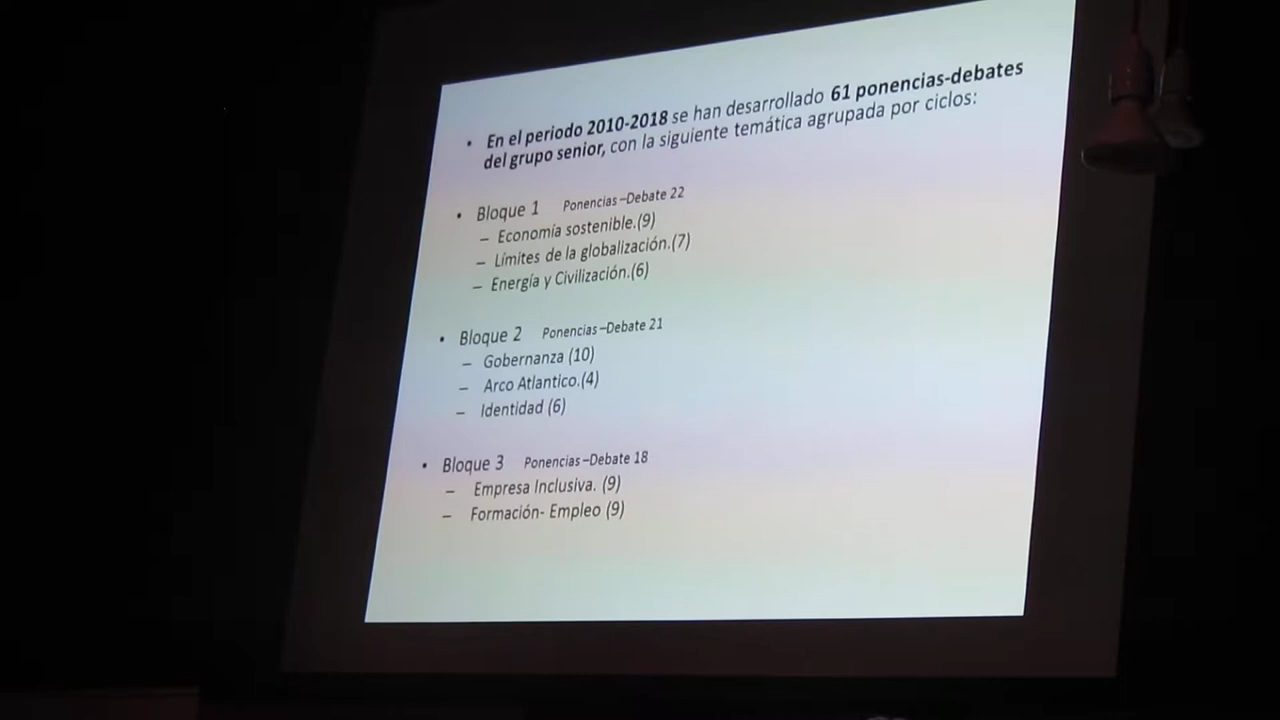 • En el periodo 2010-2018 se han desarrollado 61 ponencias-debates
del grupo senior, con la siguiente temática agrupada por ciclos:
• Bloque 1 Ponencias –Debate 22
– Economía sostenible.(9)
– Límites de la globalización.(7)
– Energía y Civilización.(6)
• Bloque 2 Ponencias –Debate 21
– Gobernanza (10)
– Arco Atlantico.(4)
– Identidad (6)
• Bloque 3 Ponencias –Debate 18
– Empresa Inclusiva. (9)
– Formación- Empleo (9)